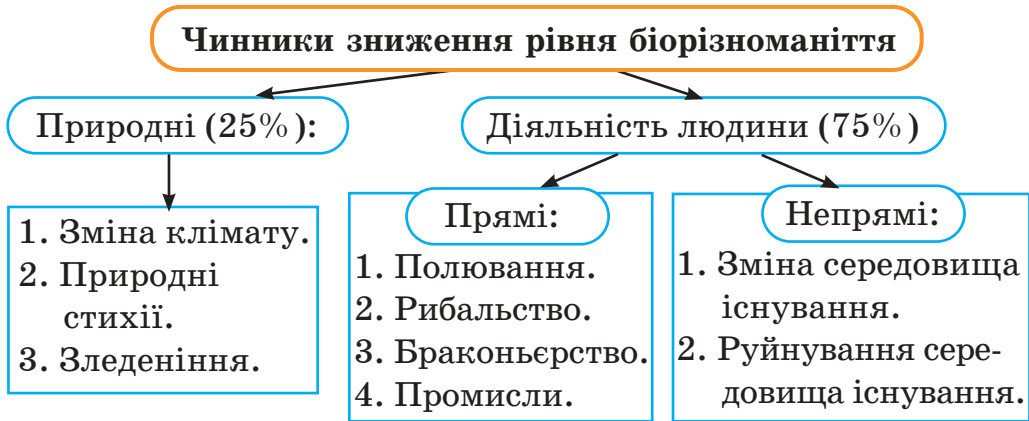 Чинники зниження рівня біорізноманіття
Природні (25%):
Діяльність людини (75%)
1. Зміна клімату.
2. Природні
стихії.
3. Зледеніння.
Прямі:
1. Полювання.
2. Рибальство.
3. Браконьєрство.
4. Промисли.
Непрямі:
1. Зміна середовища
існування.
2. Руйнування сере-
довища існування.